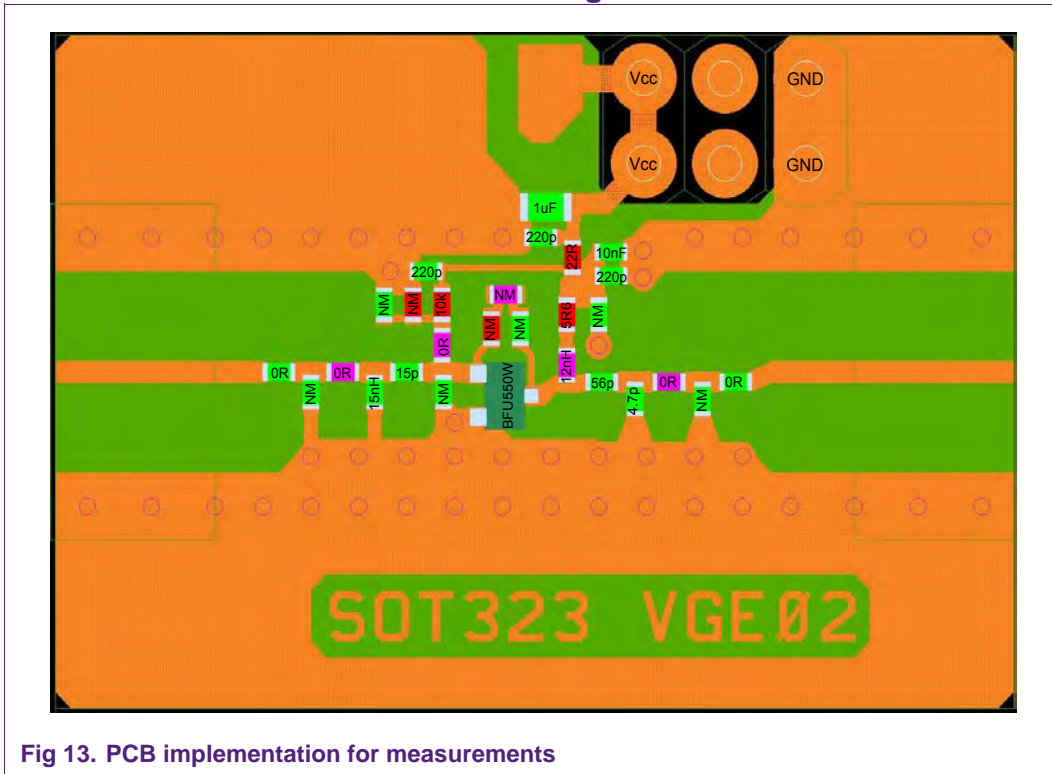 Vcc
GND
Vcc
GND
1uF
220p
22R
10nF
220p
220p
NM
NM
10k
NM
5R6
NM
NM
NM
0R
12nH
0R
0R
15p
56p
0R
0R
NM
15nH
NM
BFU550W
4.7p
NM
SOT323 VGEØ2
Fig 13. PCB implementation for measurements